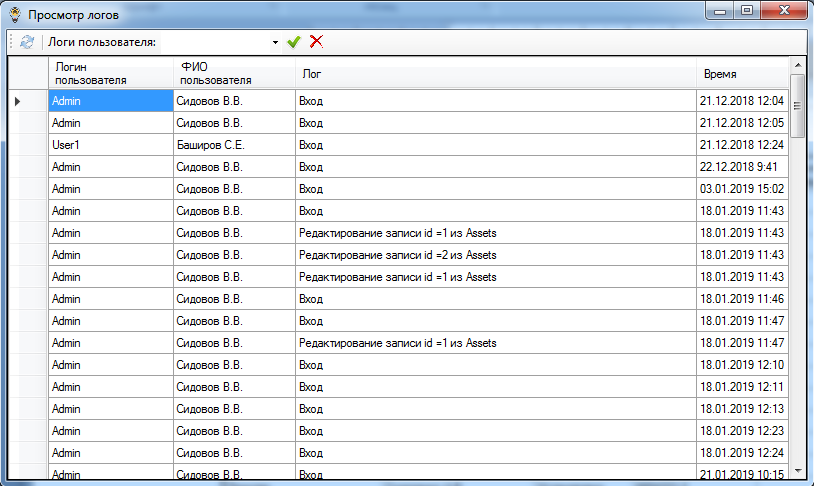 Просмотр логов
Логи пользователя:
Логин пользователя ФИО пользователя Лог Время
Admin Сидовов В.В. Вход 21.12.2018 12:04
Admin Сидовов В.В. Вход 21.12.2018 12:05
User1 Баширов С.Е. Вход 21.12.2018 12:24
Admin Сидовов В.В. Вход 22.12.2018 9:41
Admin Сидовов В.В. Вход 03.01.2019 15:02
Admin Сидовов В.В. Вход 18.01.2019 11:43
Admin Сидовов В.В. Редактирование записи id =1 из Assets 18.01.2019 11:43
Admin Сидовов В.В. Редактирование записи id =2 из Assets 18.01.2019 11:43
Admin Сидовов В.В. Редактирование записи id =1 из Assets 18.01.2019 11:43
Admin Сидовов В.В. Вход 18.01.2019 11:46
Admin Сидовов В.В. Вход 18.01.2019 11:47
Admin Сидовов В.В. Редактирование записи id =1 из Assets 18.01.2019 11:47
Admin Сидовов В.В. Вход 18.01.2019 12:10
Admin Сидовов В.В. Вход 18.01.2019 12:11
Admin Сидовов В.В. Вход 18.01.2019 12:13
Admin Сидовов В.В. Вход 18.01.2019 12:23
Admin Сидовов В.В. Вход 18.01.2019 12:24
Admin Сидовов В.В. Вход 21.01.2019 10:15